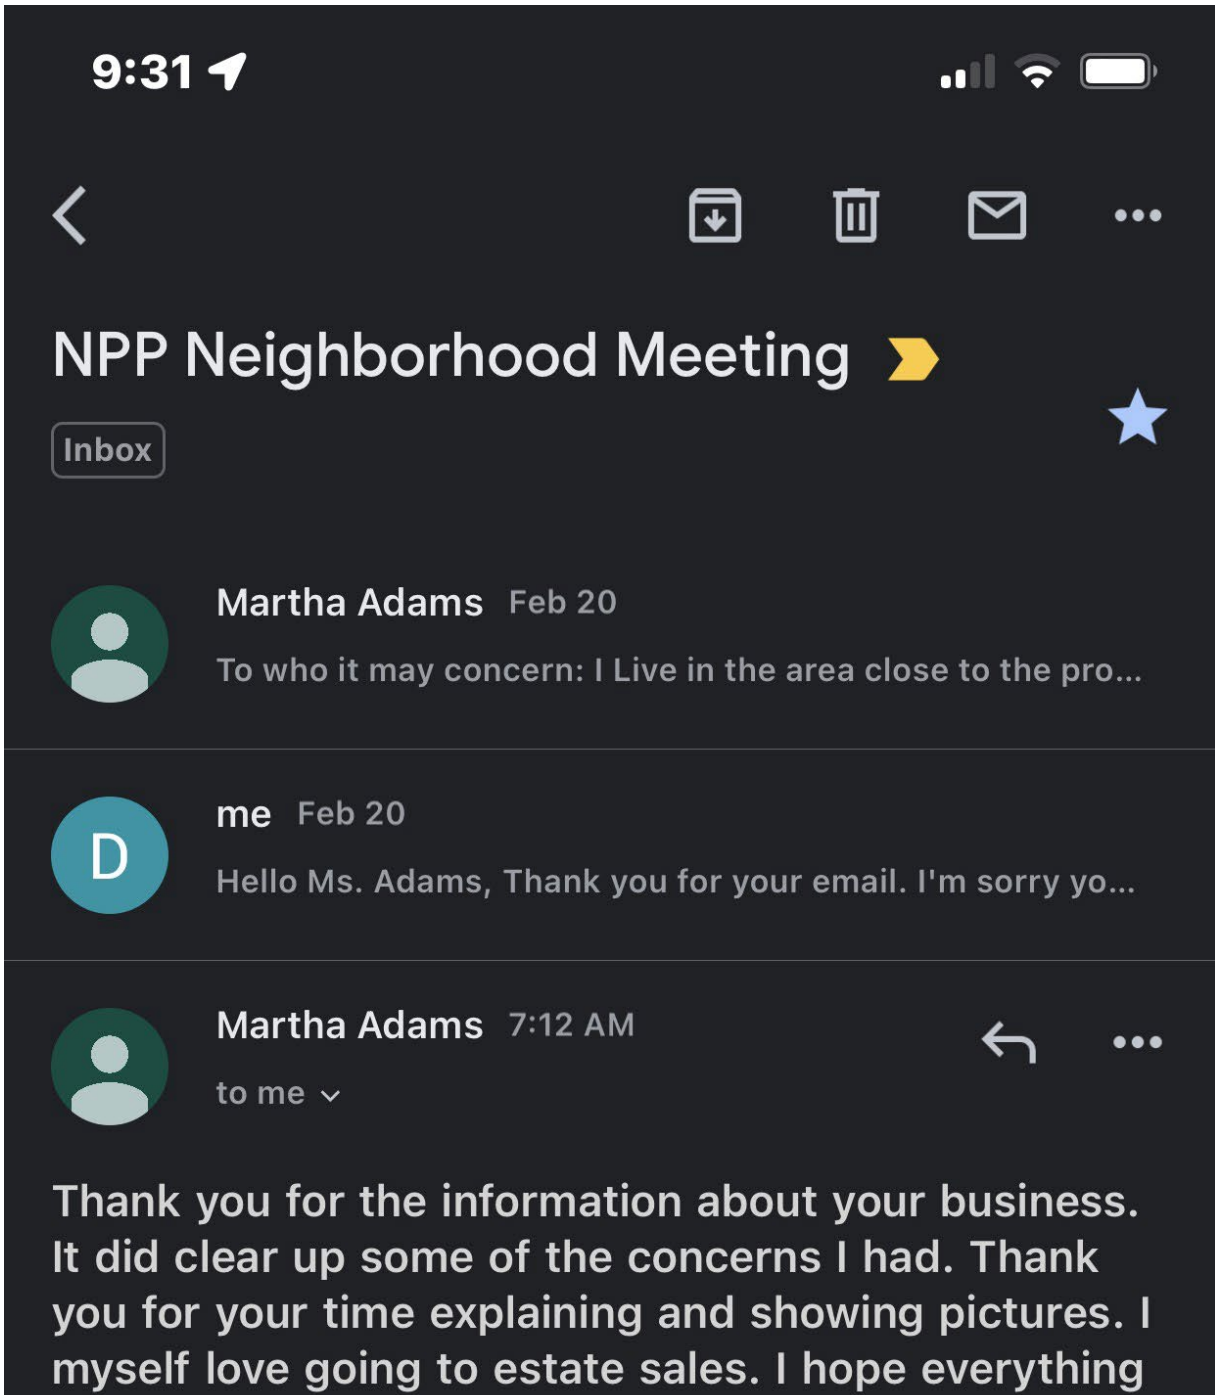 9:31
NPP Neighborhood Meeting
Inbox
Martha Adams Feb 20
To who it may concern: I Live in the area close to the pro...
D
me Feb 20
Hello Ms. Adams, Thank you for your email. I'm sorry yo...
Martha Adams 7:12 AM
to me
Thank you for the information about your business.
It did clear up some of the concerns I had. Thank
you for your time explaining and showing pictures. I
myself love going to estate sales. I hope everything